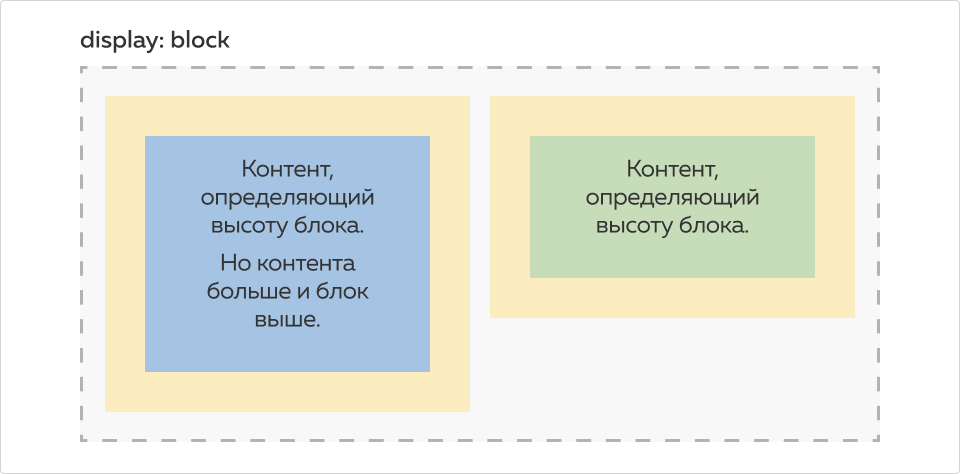 display: block
Контент,
определяющий
высоту блока.
Но контента
больше и блок
выше.
Контент,
определяющий
высоту блока.